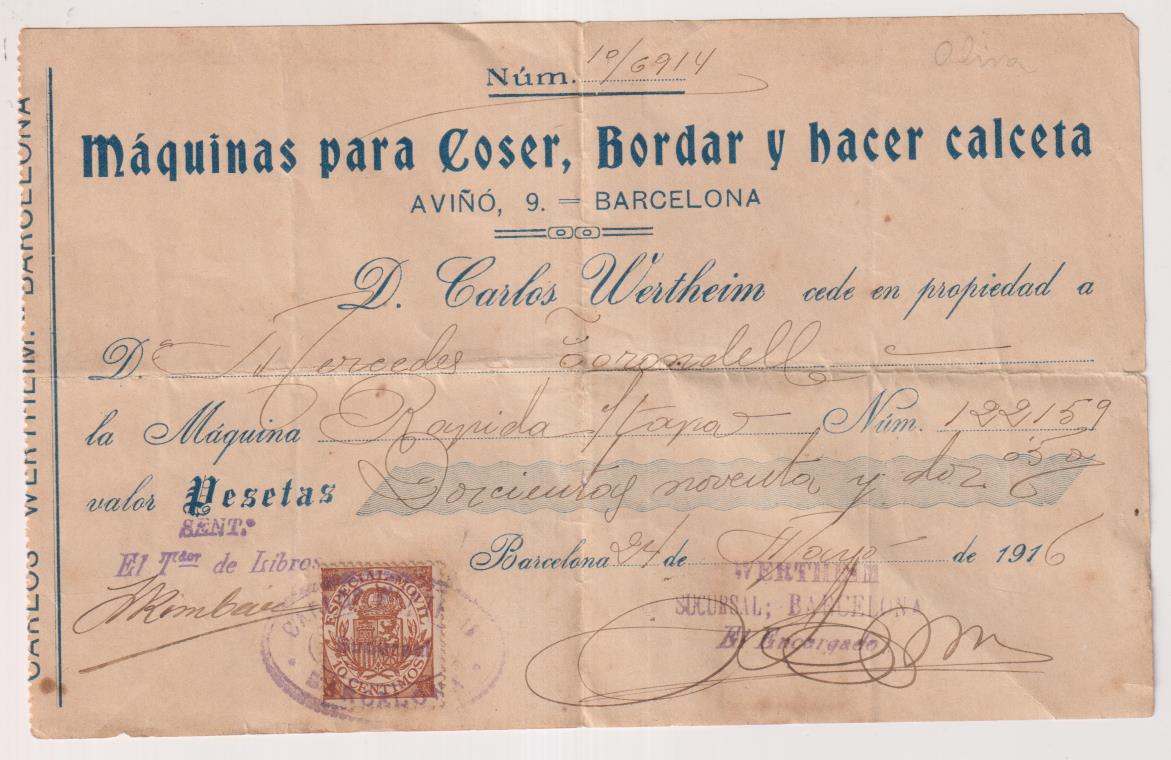 Oliva
Núm. 10/6914
Máquinas para Coser, Bordar y hacer calceta
AVIÑÓ, 9. = BARCELONA
D. Carlos Wertheim cede en propiedad a
D. Mercedes Torondell
la Máquina Rapida Núm. 122159
valor Pesetas Doscientas noventa y dos 50
SENT.º
El Tdor de Libros
Barcelona 24 de Mayo de 1916
WERTHEIM
SUCURSAL; BARCELONA
El Encargado
ESPECIAL MOVIL
10 CENTIMOS
BARCELONA
CARLOS WERTHEIM. BARCELONA